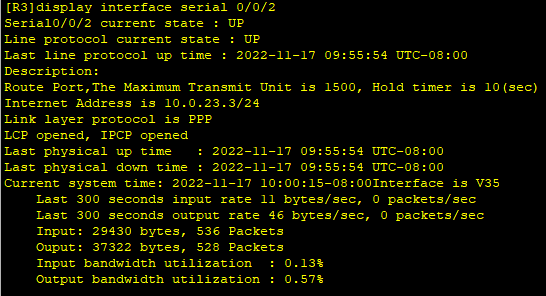 [R3]display interface serial 0/0/2
Serial0/0/2 current state : UP
Line protocol current state : UP
Last line protocol up time : 2022-11-17 09:55:54 UTC-08:00
Description:
Route Port,The Maximum Transmit Unit is 1500, Hold timer is 10(sec)
Internet Address is 10.0.23.3/24
Link layer protocol is PPP
LCP opened, IPCP opened
Last physical up time   : 2022-11-17 09:55:54 UTC-08:00
Last physical down time : 2022-11-17 09:55:54 UTC-08:00
Current system time: 2022-11-17 10:00:15-08:00Interface is V35
    Last 300 seconds input rate 11 bytes/sec, 0 packets/sec
    Last 300 seconds output rate 46 bytes/sec, 0 packets/sec
    Input: 29430 bytes, 536 Packets
    Ouput: 37322 bytes, 528 Packets
    Input bandwidth utilization  : 0.13%
    Output bandwidth utilization : 0.57%